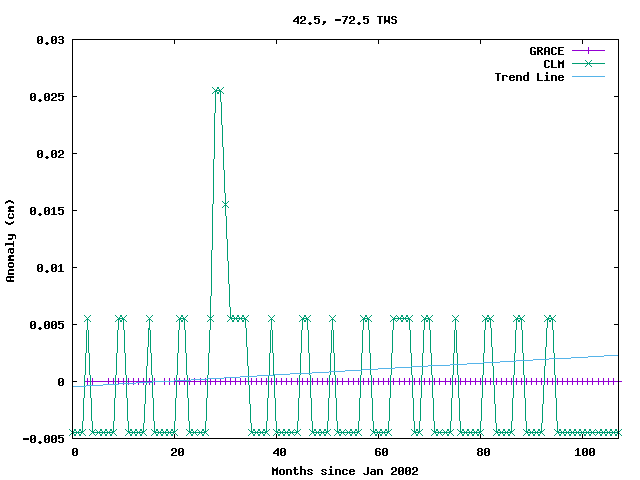 42.5, -72.5 TWS
0.03
GRACE
CLM
Trend Line
0.025
0.02
0.015
0.01
0.005
0
-0.005
Anomaly (cm)
0 20 40 60 80 100
Months since Jan 2002